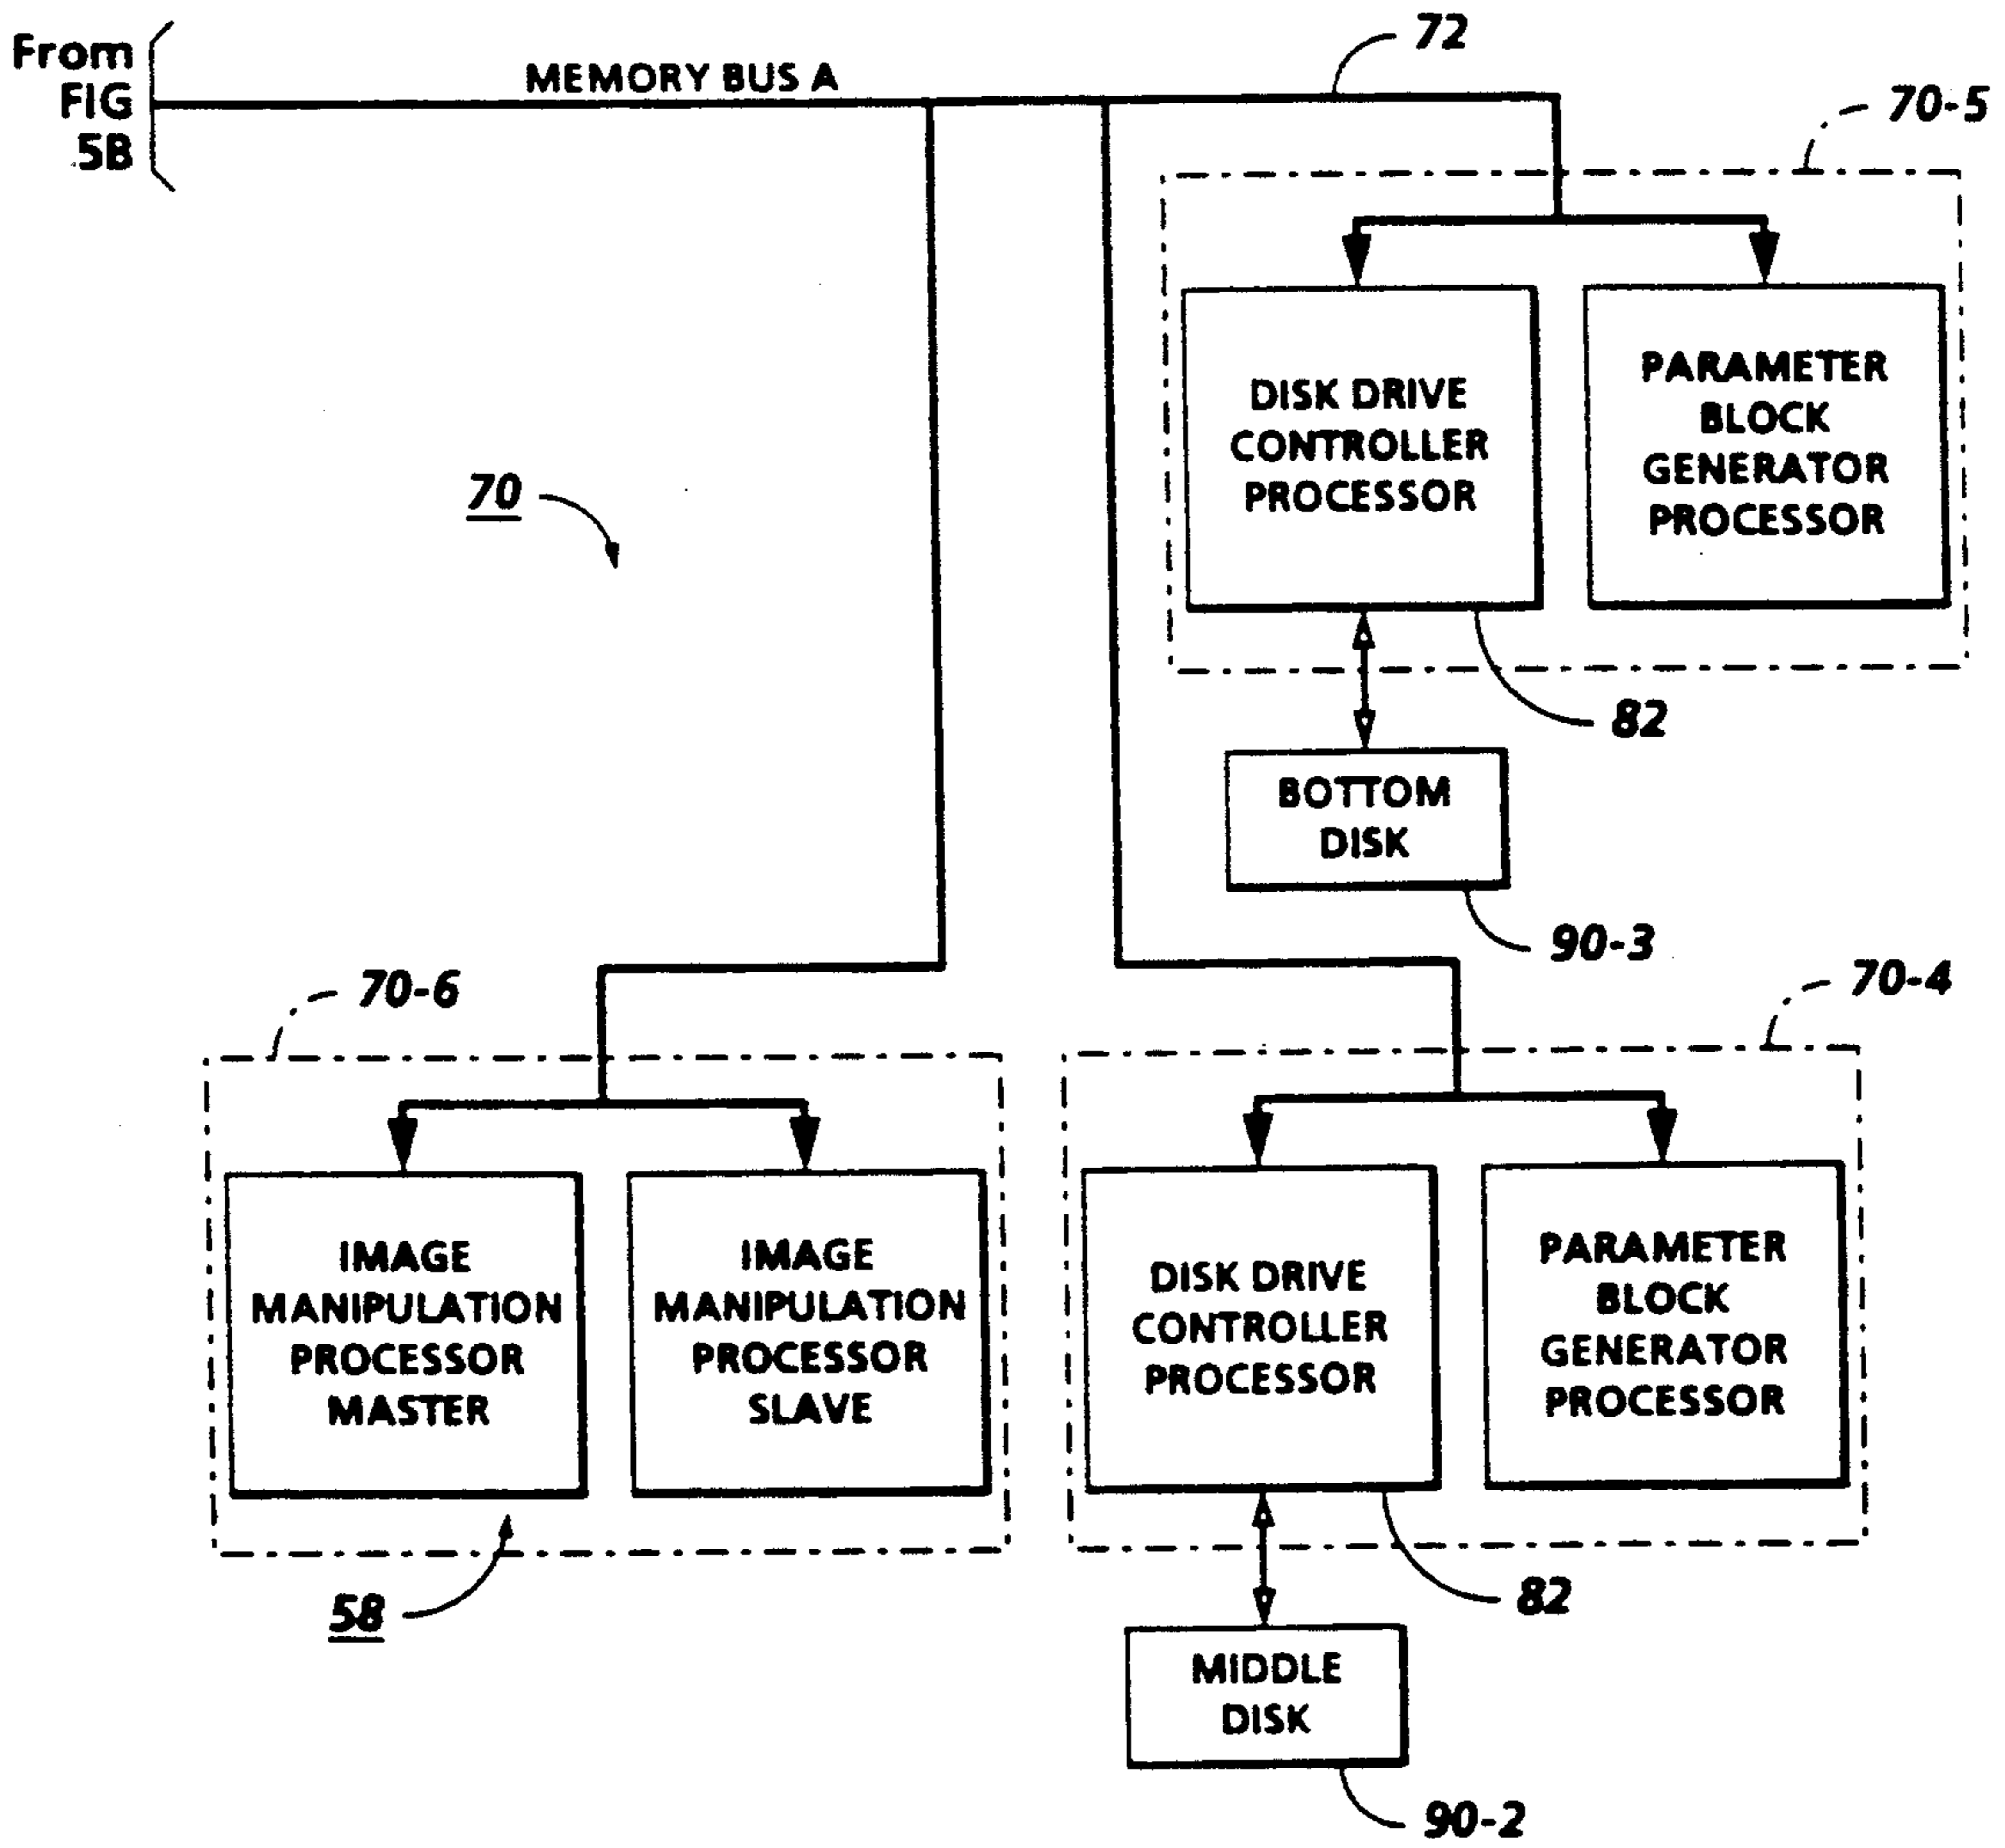 From
FIG
5B
MEMORY BUS A
72
70-5
DISK DRIVE
CONTROLLER
PROCESSOR
PARAMETER
BLOCK
GENERATOR
PROCESSOR
70
82
BOTTOM
DISK
90-3
70-6
70-4
IMAGE
MANIPULATION
PROCESSOR
MASTER
IMAGE
MANIPULATION
PROCESSOR
SLAVE
DISK DRIVE
CONTROLLER
PROCESSOR
PARAMETER
BLOCK
GENERATOR
PROCESSOR
58
82
MIDDLE
DISK
90-2